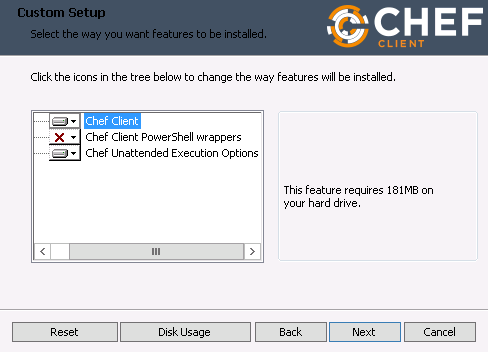 Custom Setup
Select the way you want features to be installed.
CHEF
CLIENT
Click the icons in the tree below to change the way features will be installed.
Chef Client
Chef Client PowerShell wrappers
Chef Unattended Execution Options
This feature requires 181MB on
your hard drive.
Reset
Disk Usage
Back
Next
Cancel